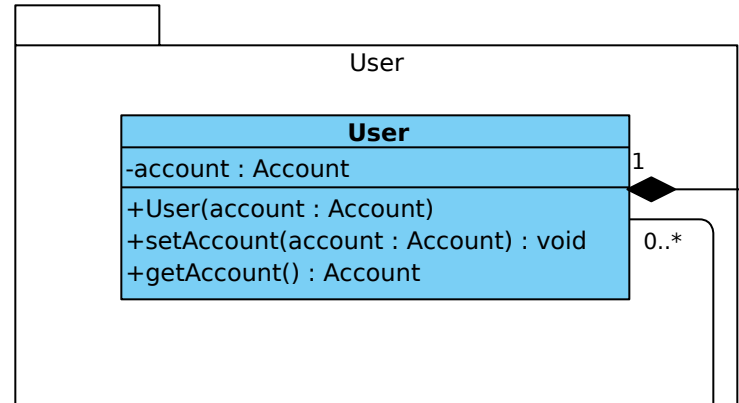 User
User
-account : Account
1
+User(account : Account)
+setAccount(account : Account) : void
0..*
+getAccount() : Account